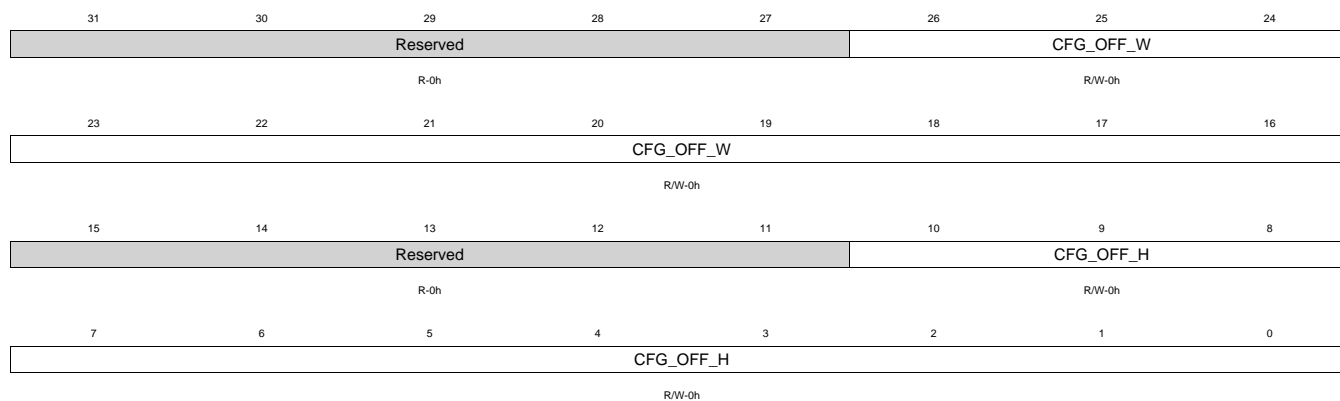 31 30 29 28 27 26 25 24
Reserved CFG_OFF_W
R-0h R/W-0h
23 22 21 20 19 18 17 16
CFG_OFF_W
R/W-0h
15 14 13 12 11 10 9 8
Reserved CFG_OFF_H
R-0h R/W-0h
7 6 5 4 3 2 1 0
CFG_OFF_H
R/W-0h